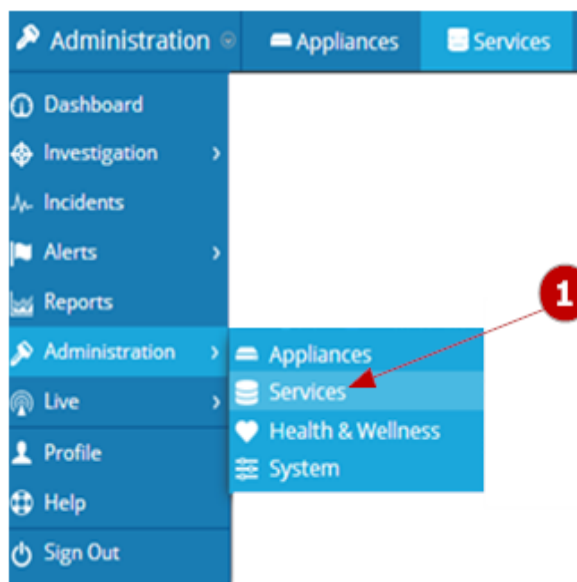 Administration Appliances Services
Dashboard
Investigation
Incidents
Alerts
Reports
1
Administration
Appliances
Services
Health & Wellness
System
Live
Profile
Help
Sign Out